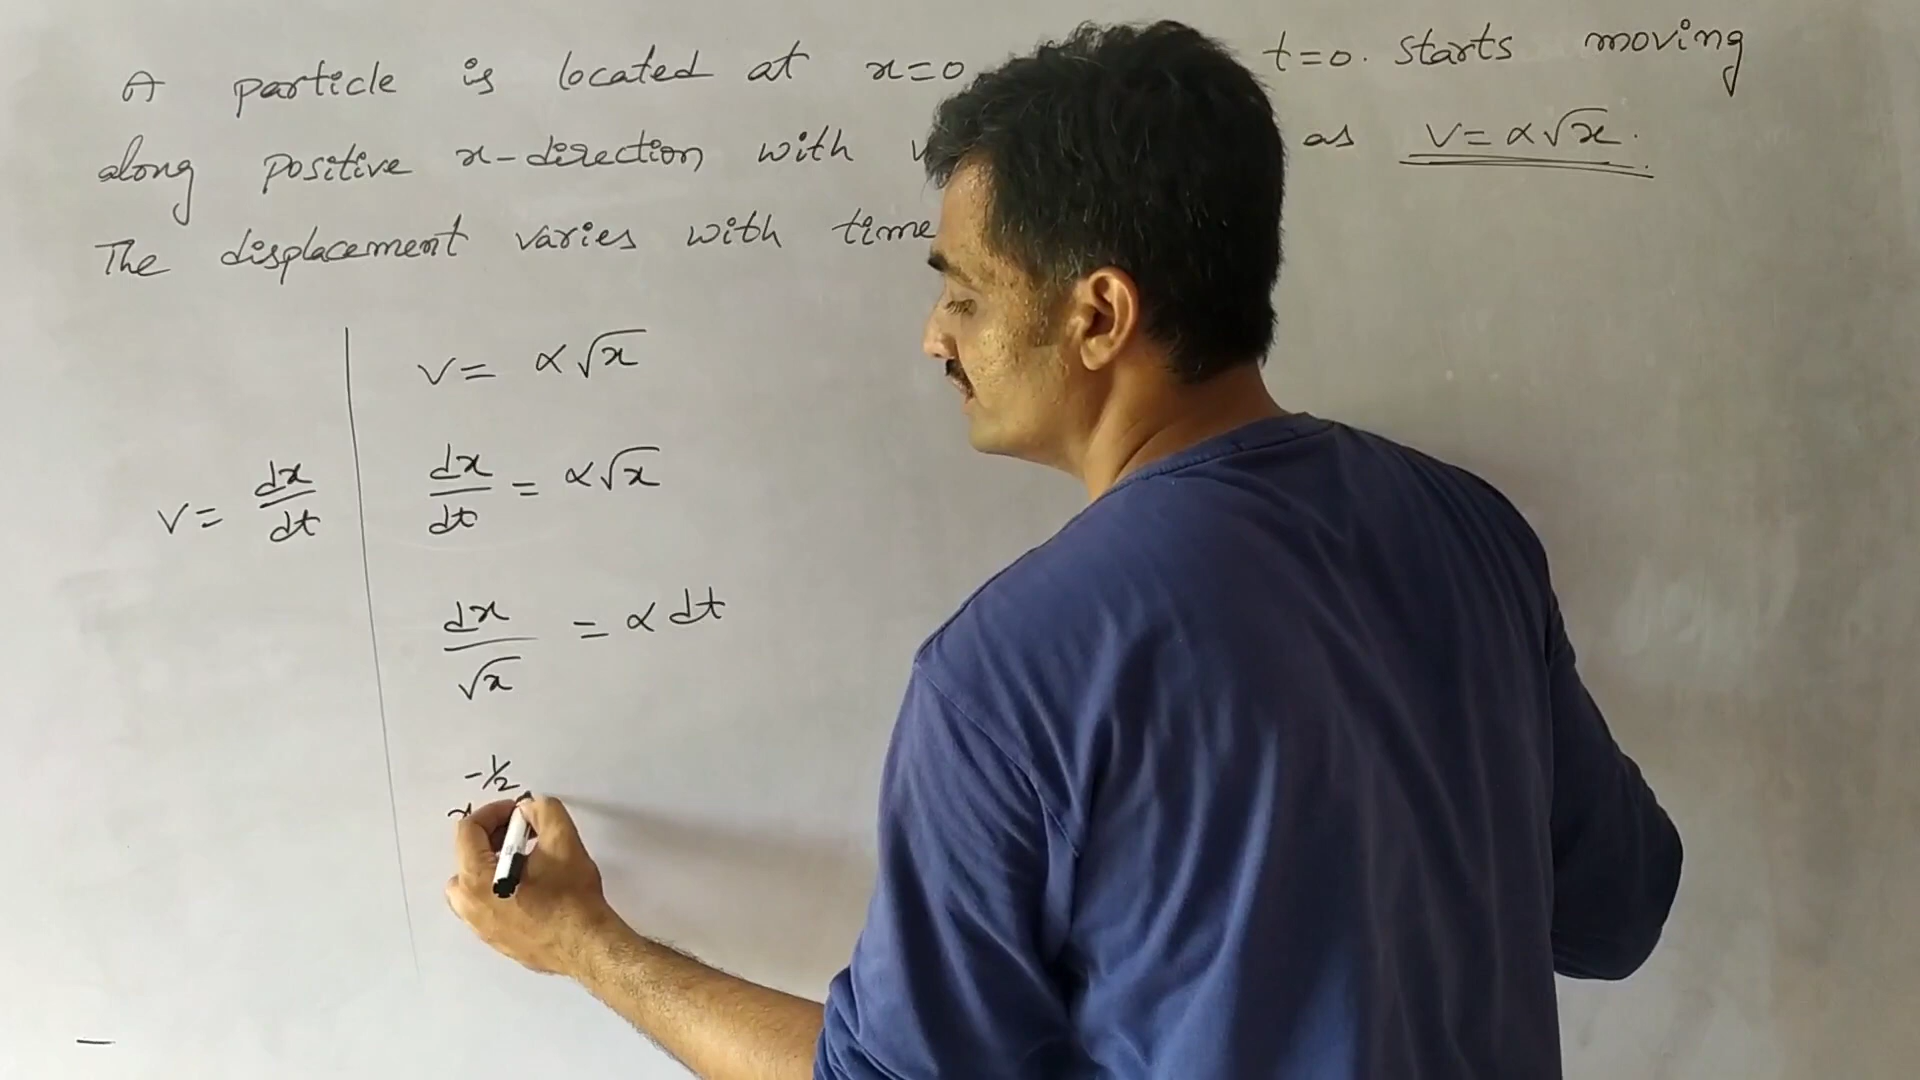 A particle is located at x=0 t=0. starts moving
along positive x-direction with as v=α√x.
The displacement varies with time
v= α√x
v= dx/dt
dx/dt = α√x
dx/√x = α dt
x^-1/2